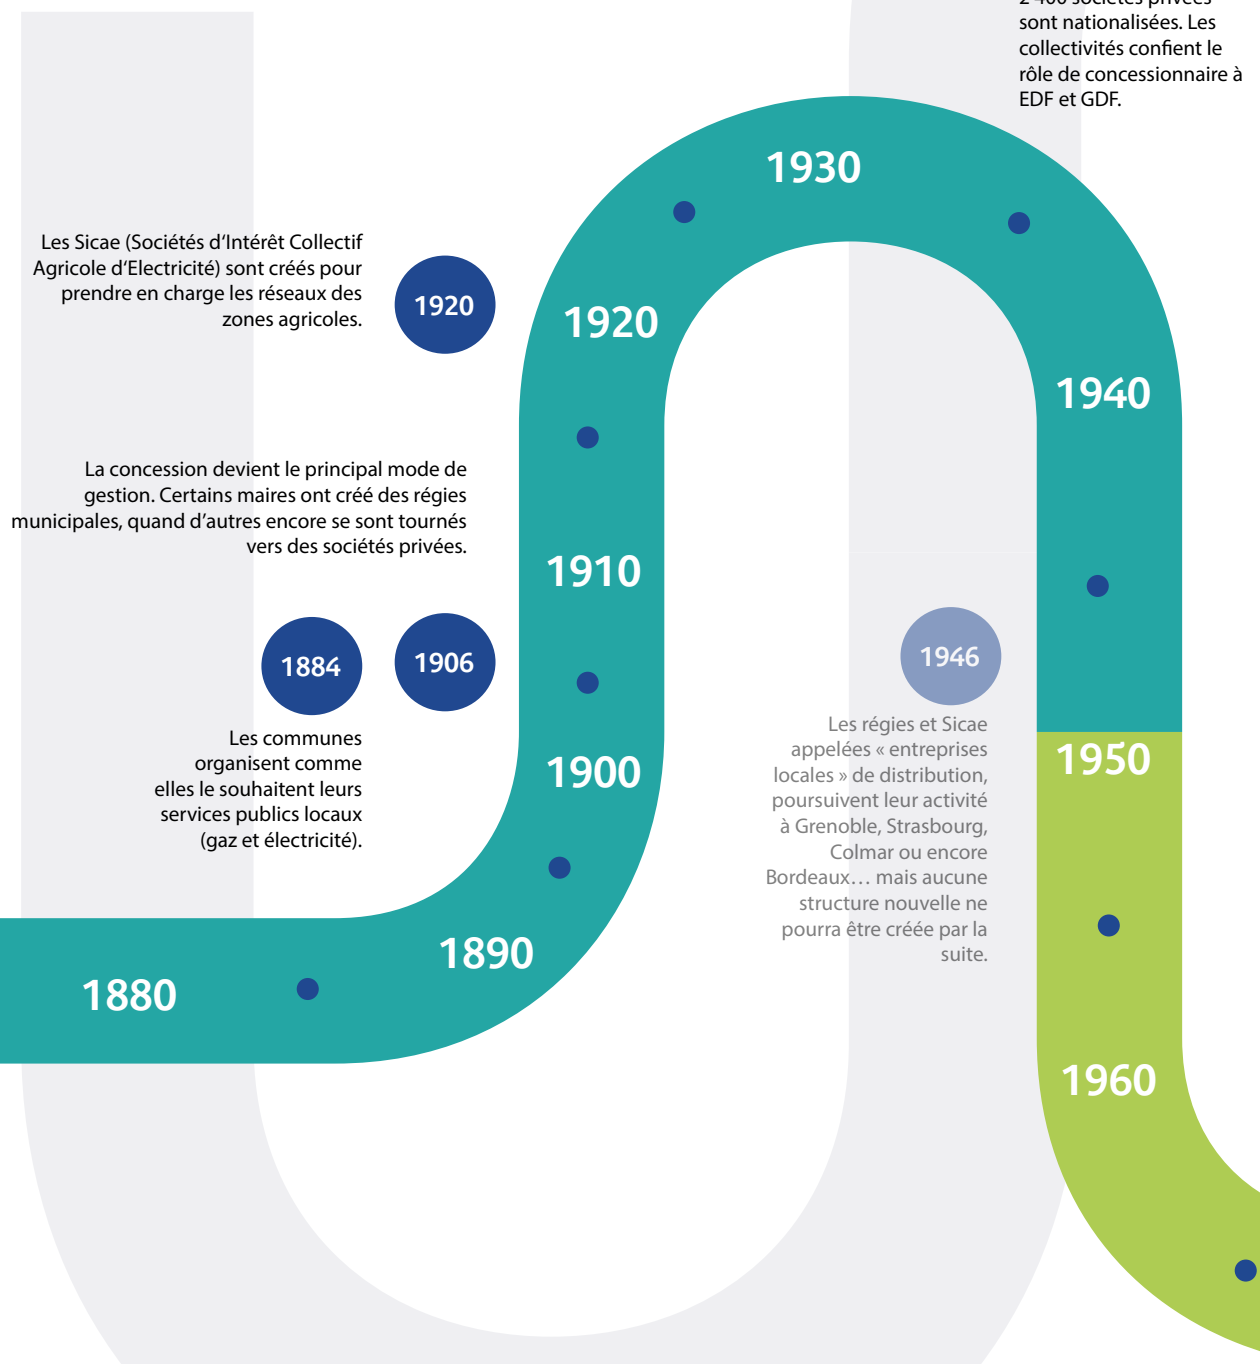 sont nationalisées. Les
collectivités confient le
rôle de concessionnaire à
EDF et GDF.
1930
Les Sicae (Sociétés d'Intérêt Collectif
Agricole d'Electricité) sont créés pour
prendre en charge les réseaux des
zones agricoles.
1920
1920
1940
La concession devient le principal mode de
gestion. Certains maires ont créé des régies
municipales, quand d'autres encore se sont tournés
vers des sociétés privées.
1910
1884
1906
Les communes
organisent comme
elles le souhaitent leurs
services publics locaux
(gaz et électricité).
1900
1946
Les régies et Sicae
appelées « entreprises
locales » de distribution,
poursuivent leur activité
à Grenoble, Strasbourg,
Colmar ou encore
Bordeaux… mais aucune
structure nouvelle ne
pourra être créée par la
suite.
1950
1890
1880
1960